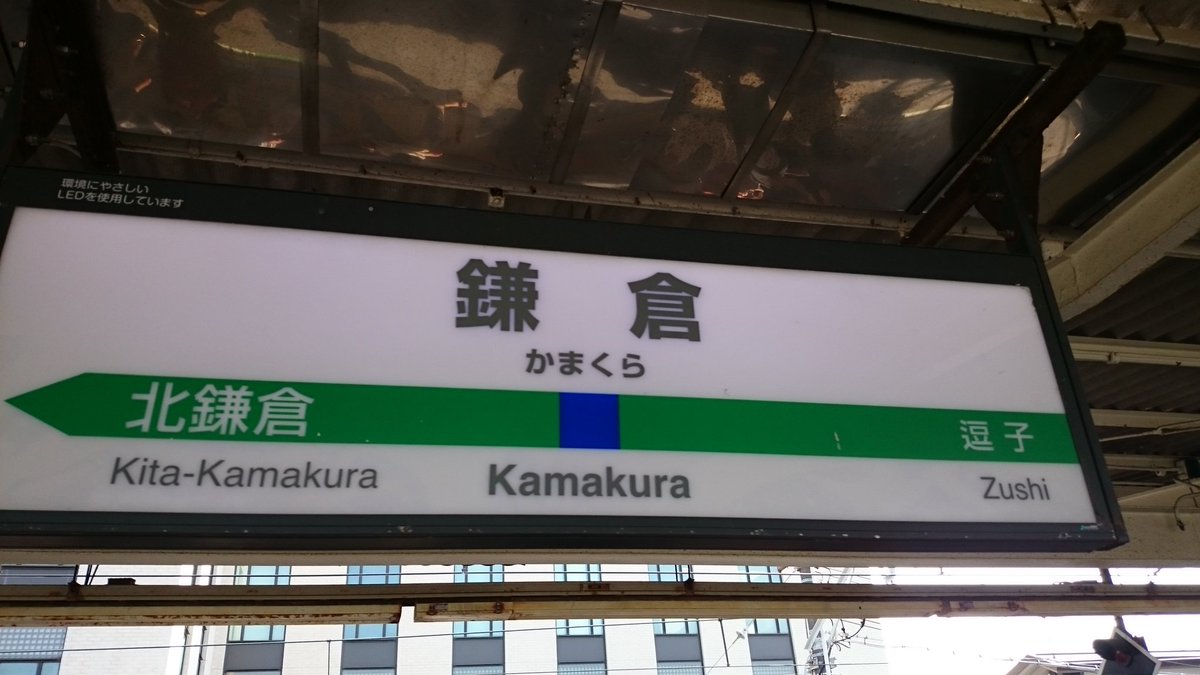 環境にやさしい
LEDを使用しています
鎌倉
かまくら
北鎌倉
逗子
Kita-Kamakura
Kamakura
Zushi